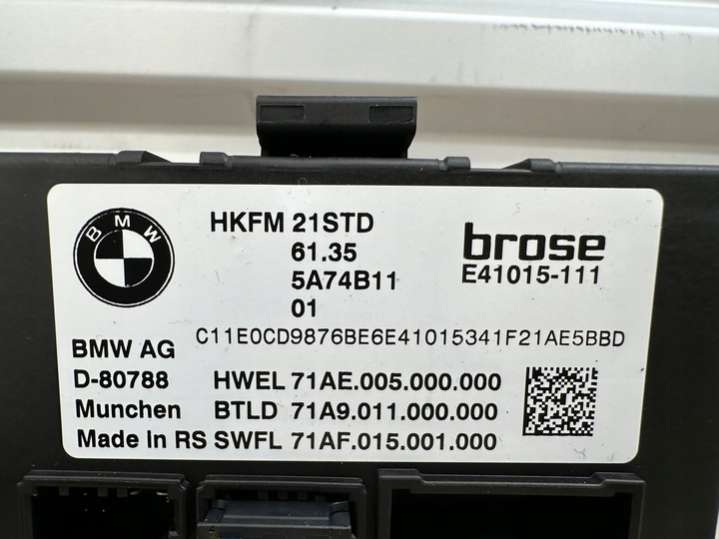 BMW
HKFM 21STD
61.35
5A74B11
01
brose
E41015-111
C11E0CD9876BE6E41015341F21AE5BBD
BMW AG
D-80788 HWEL 71AE.005.000.000
Munchen BTLD 71A9.011.000.000
Made In RS SWFL 71AF.015.001.000